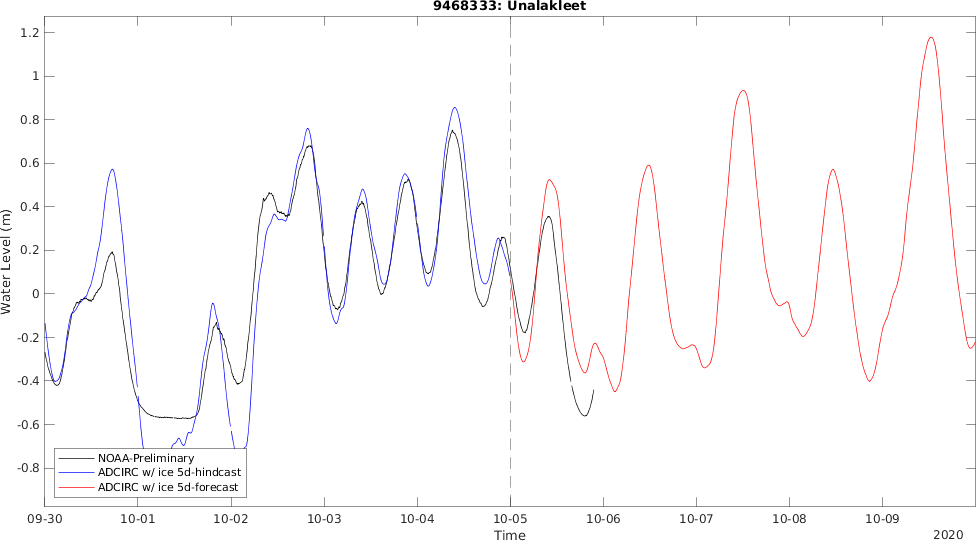 9468333: Unalakleet
1.2
1
0.8
0.6
0.4
0.2
0
-0.2
-0.4
-0.6
-0.8
Water Level (m)
NOAA-Preliminary
ADCIRC w/ ice 5d-hindcast
ADCIRC w/ ice 5d-forecast
09-30 10-01 10-02 10-03 10-04 10-05 10-06 10-07 10-08 10-09
Time
2020